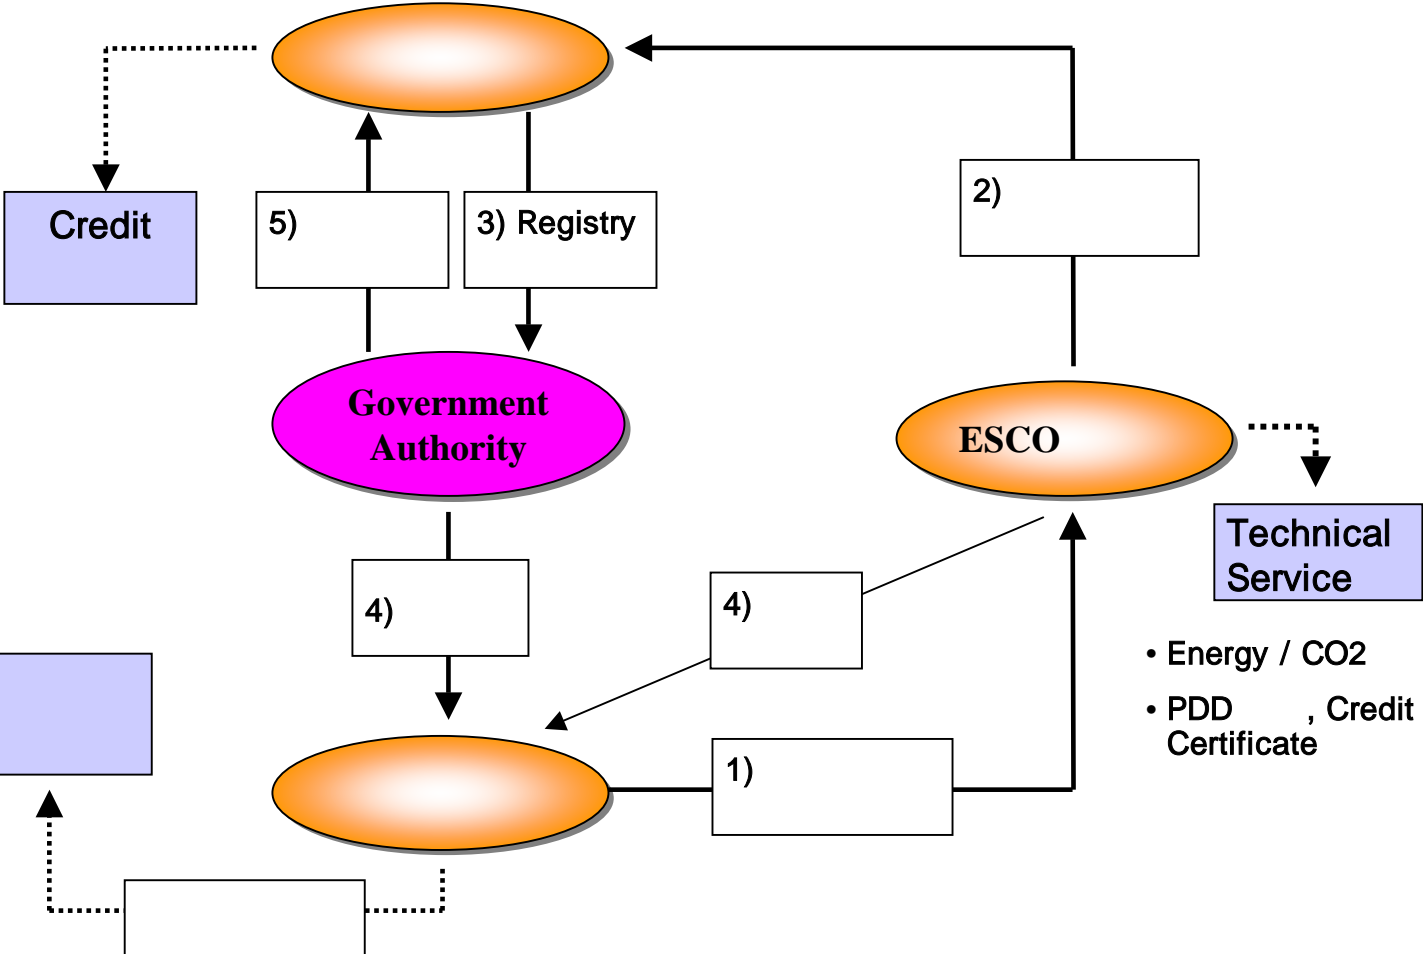 Credit
5)
3) Registry
2)
Government
Authority
ESCO
Technical
Service
4)
4)
• Energy / CO2
• PDD , Credit
Certificate
1)